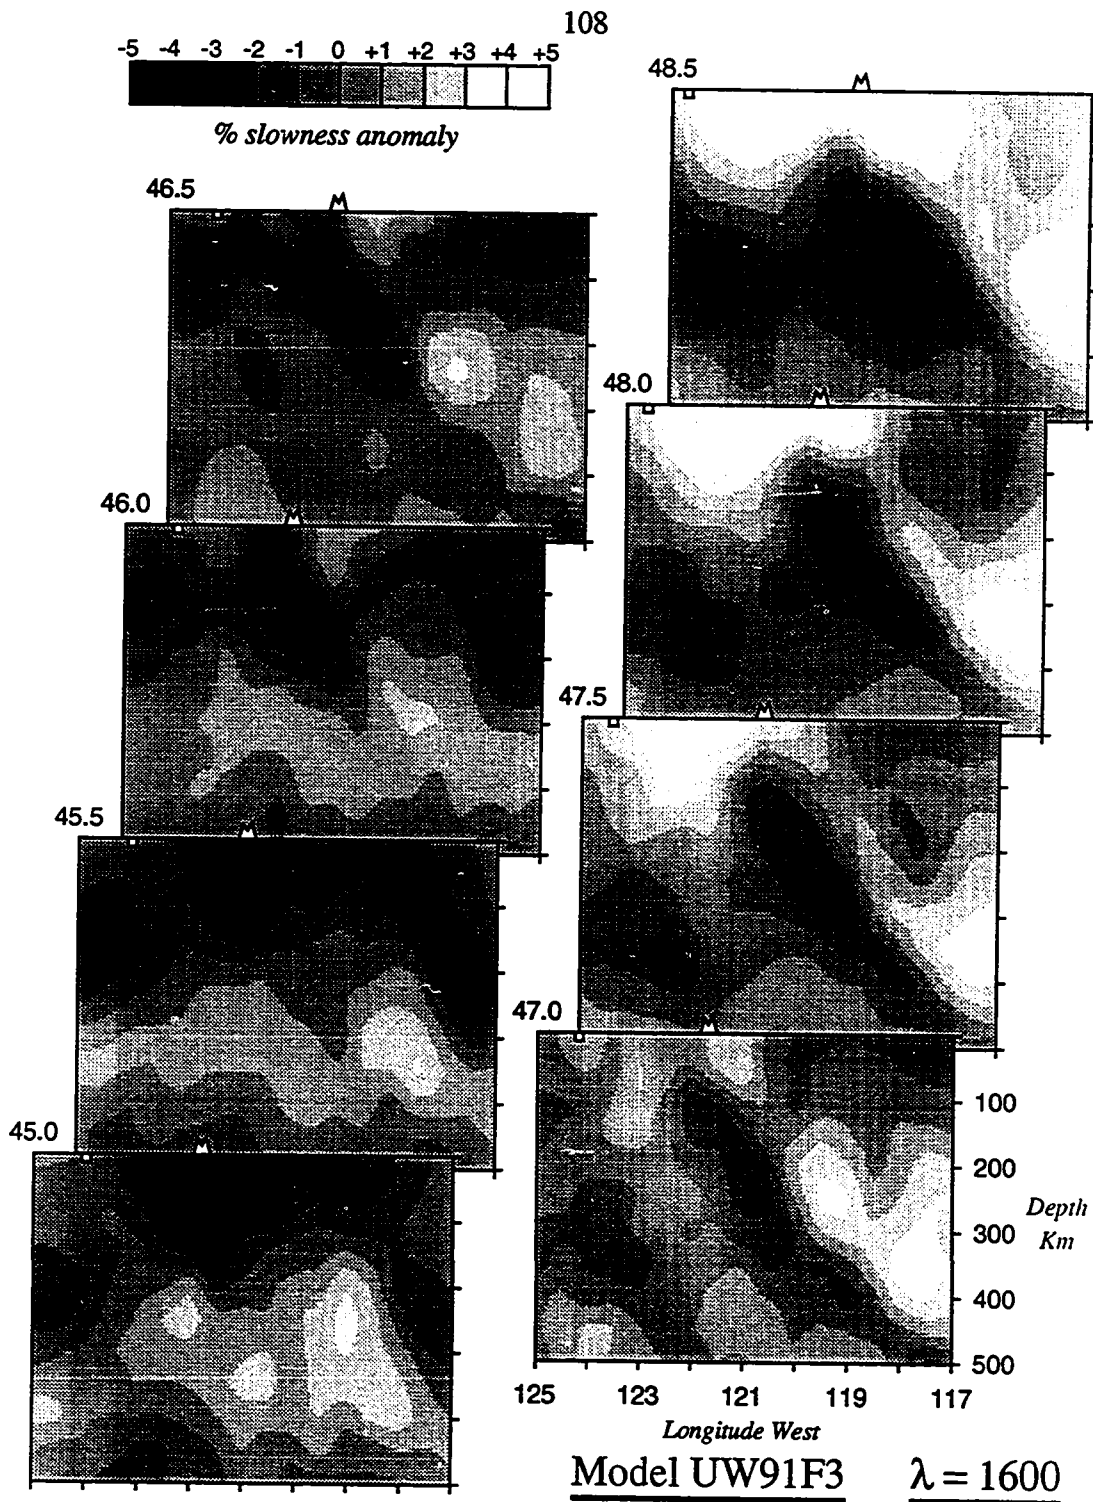 108
-5 -4 -3 -2 -1 0 +1 +2 +3 +4 +5
% slowness anomaly
48.5
46.5
48.0
46.0
47.5
45.5
47.0
45.0
100
200
300
400
500
Depth
Km
125 123 121 119 117
Longitude West
Model UW91F3 λ = 1600